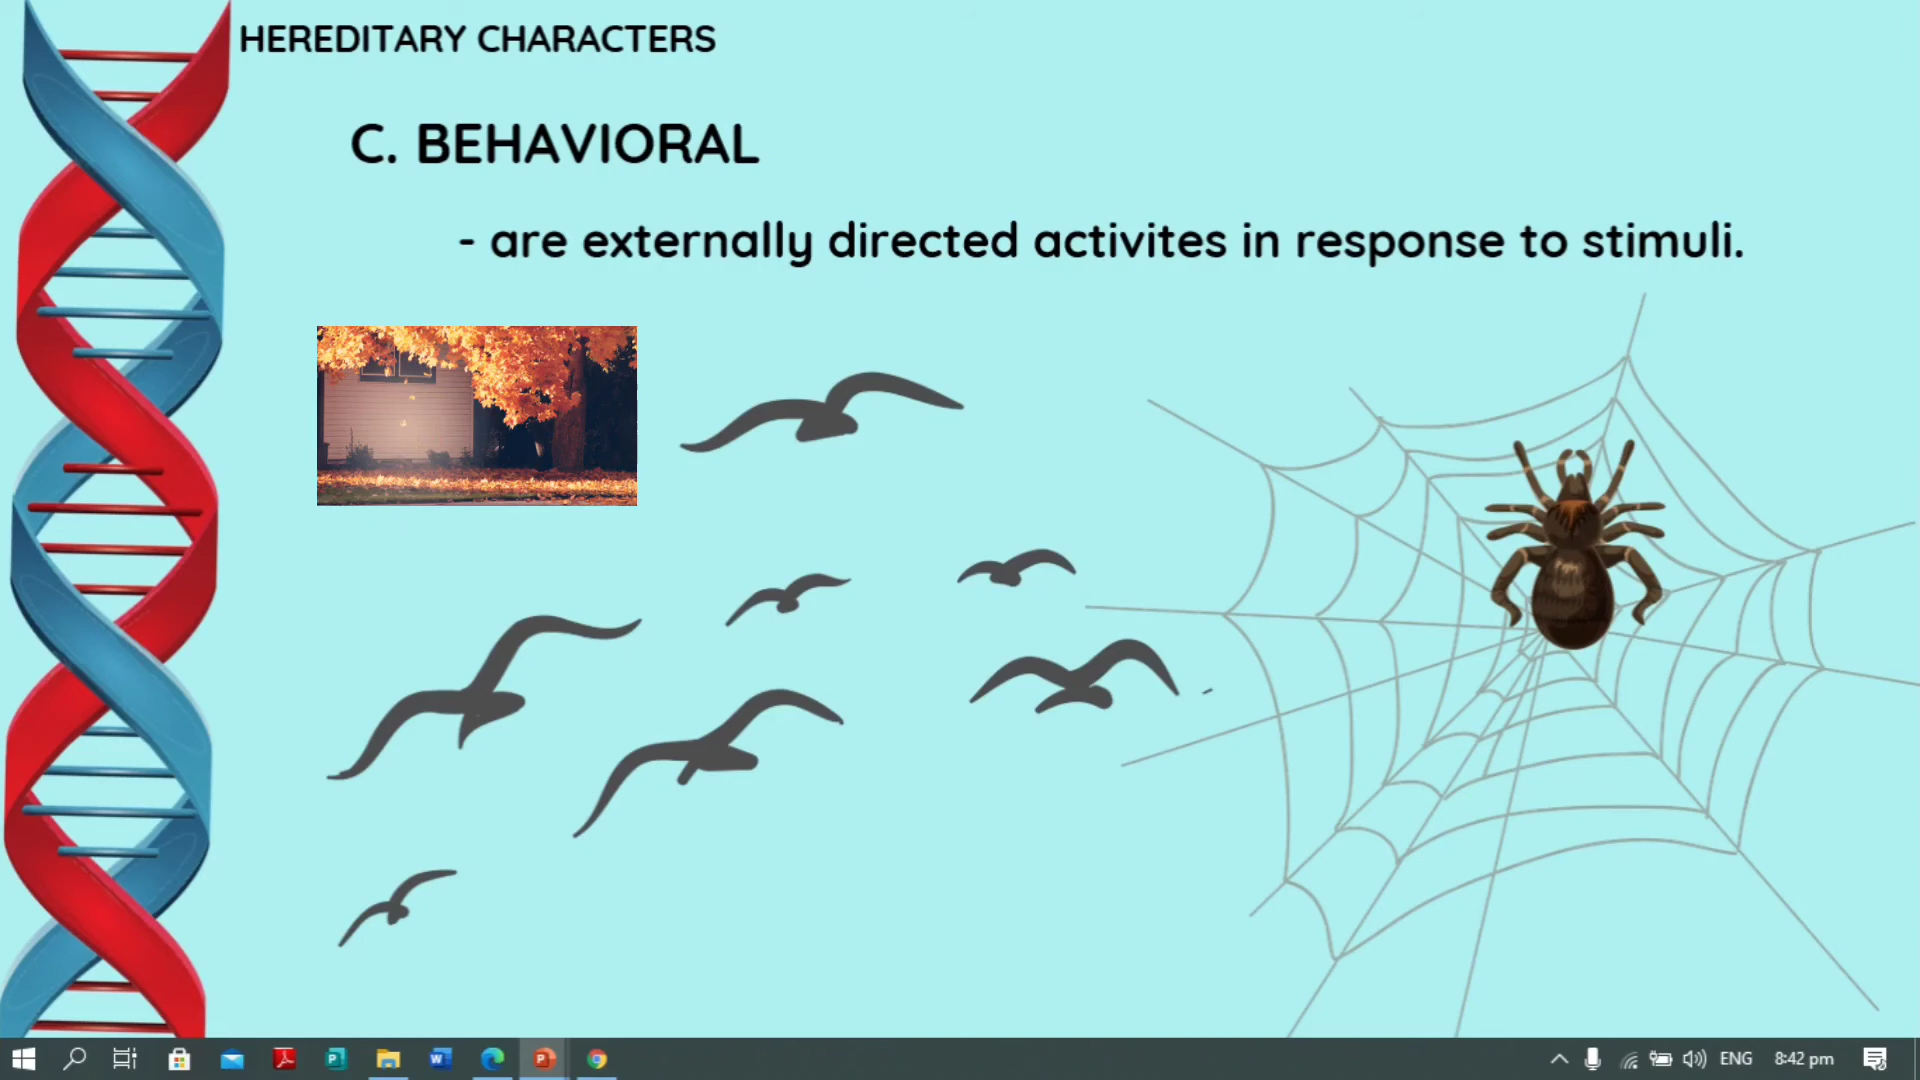 HEREDITARY CHARACTERS
C. BEHAVIORAL
- are externally directed activites in response to stimuli.
ENG 8:42 pm